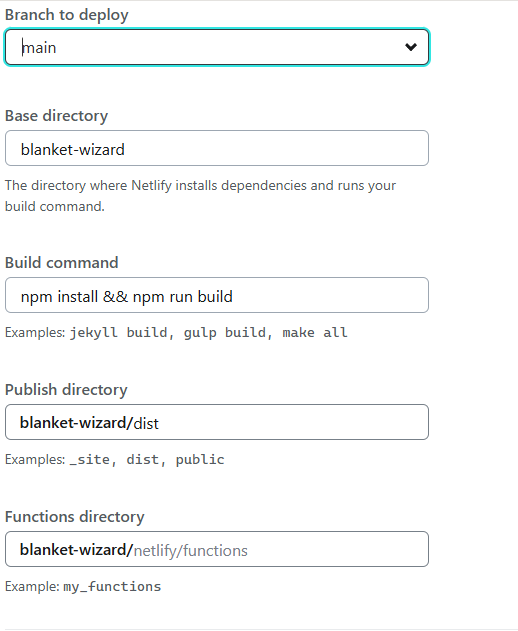 Branch to deploy
main
Base directory
blanket-wizard
The directory where Netlify installs dependencies and runs your
build command.
Build command
npm install && npm run build
Examples: jekyll build, gulp build, make all
Publish directory
blanket-wizard/dist
Examples: _site, dist, public
Functions directory
blanket-wizard/netlify/functions
Example: my_functions